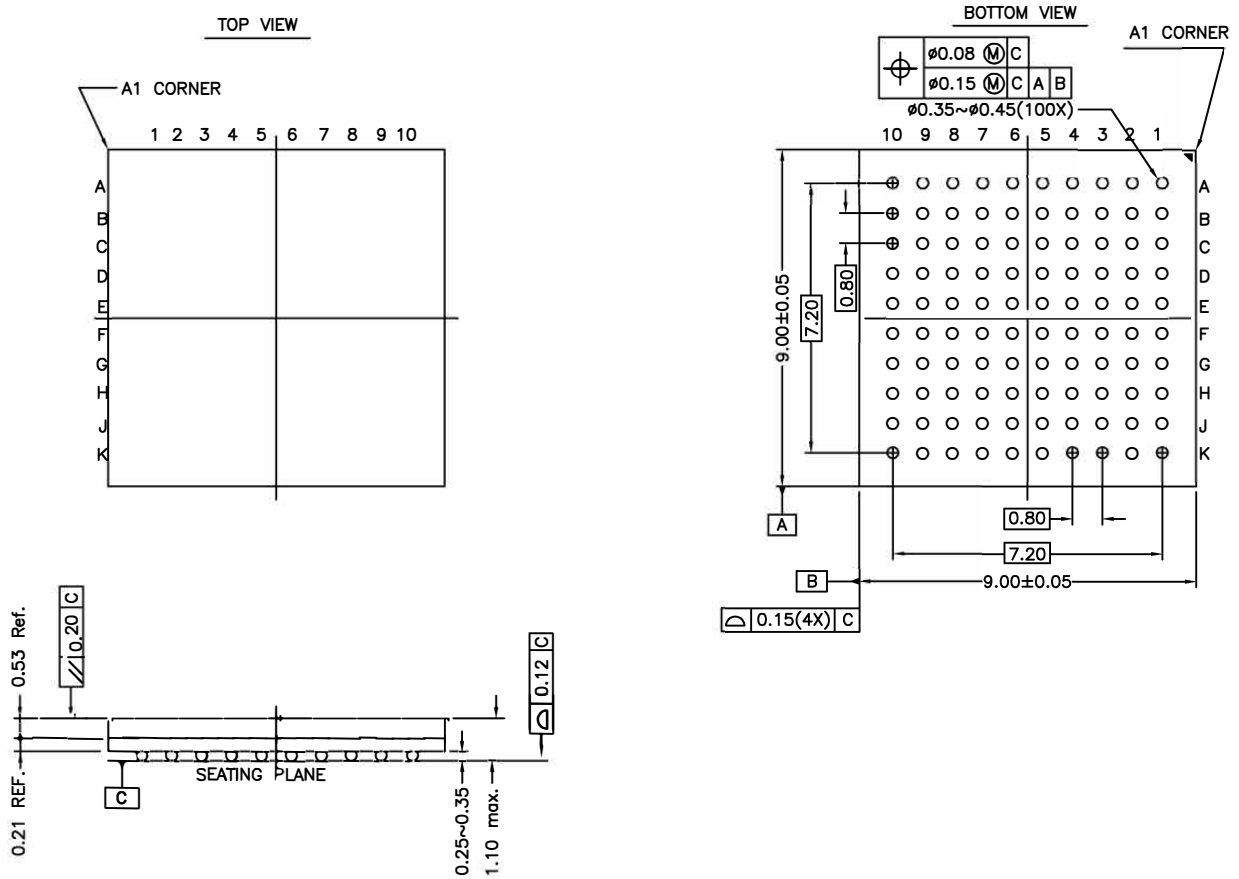 TOP VIEW
A1 CORNER
1 2 3 4 5 6 7 8 9 10
A
B
C
D
E
F
G
H
J
K
BOTTOM VIEW
A1 CORNER
ø0.08 Ⓜ C
ø0.15 Ⓜ C A B
ø0.35~ø0.45(100X)
10 9 8 7 6 5 4 3 2 1
A
B
C
D
E
F
G
H
J
K
9.00±0.05
7.20
0.80
A
0.80
7.20
B
9.00±0.05
0.15(4X) C
0.53 Ref.
0.21 REF.
// 0.20 C
SEATING PLANE
C
0.25~0.35
1.10 max.
0.12 C